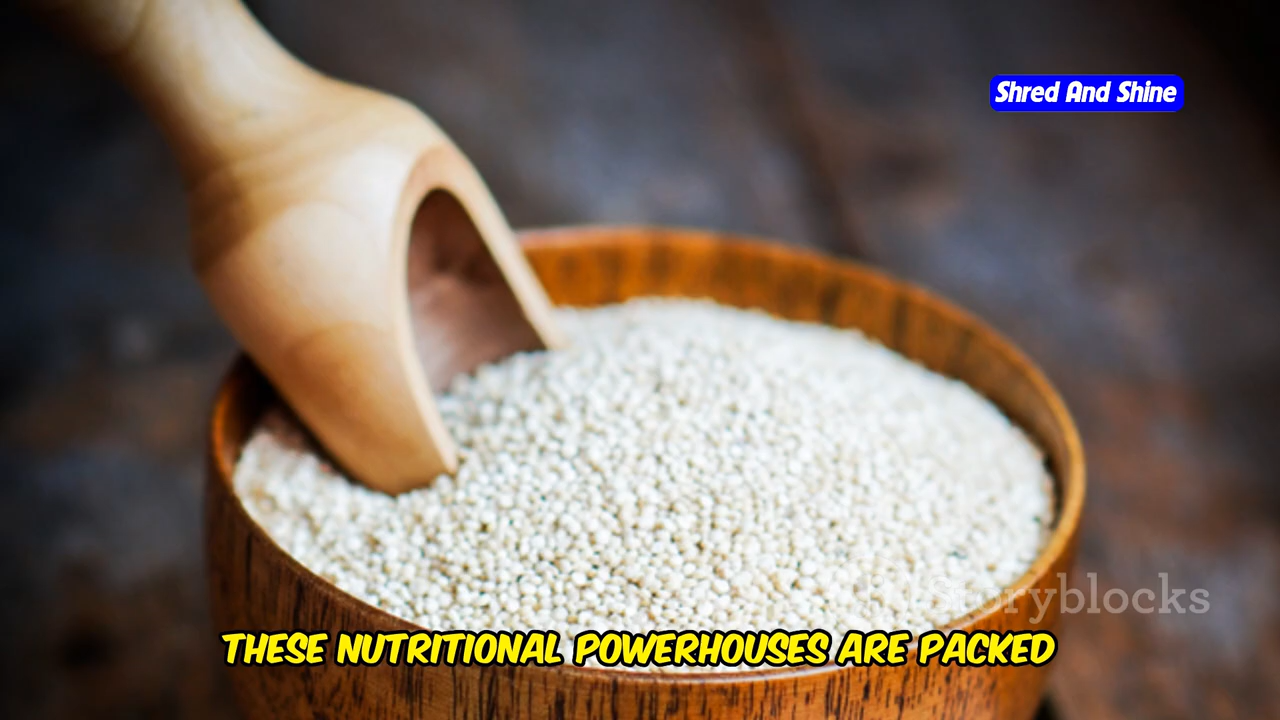 Shred And Shine
Storyblocks
THESE NUTRITIONAL POWERHOUSES ARE PACKED